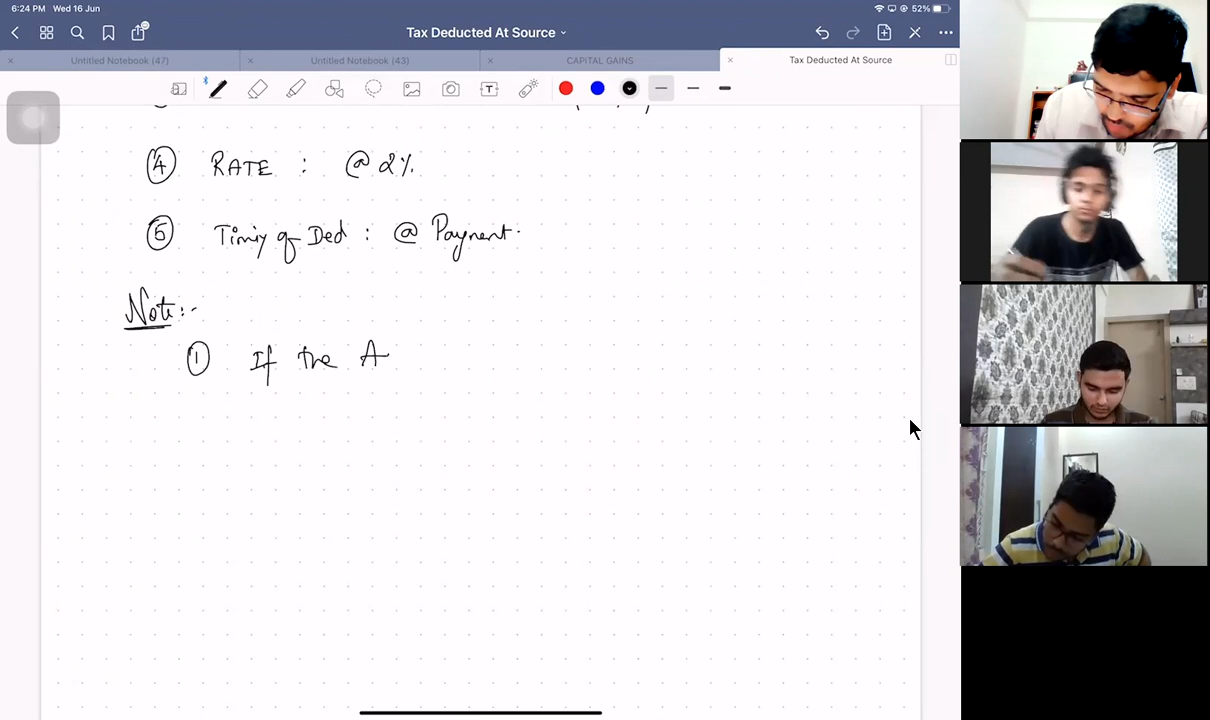 6:24 PM Wed 16 Jun
52%
Tax Deducted At Source
Untitled Notebook (47)
Untitled Notebook (43)
CAPITAL GAINS
Tax Deducted At Source
T
4 RATE : @ 2%
5 Timig of Ded : @ Payment.
Note:-
1 If the A